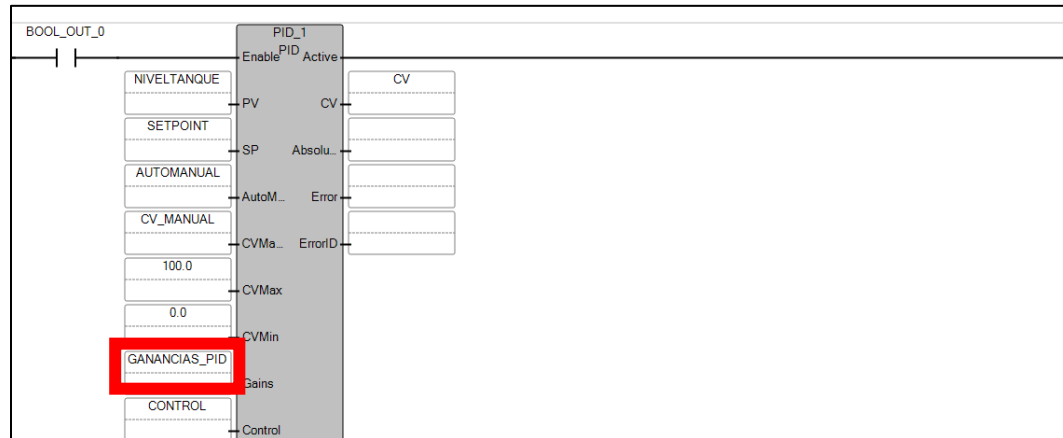 BOOL_OUT_0
PID_1
PID
Enable
Active
NIVELTANQUE
CV
PV
CV
SETPOINT
SP
Absolu...
AUTOMANUAL
AutoM...
Error
CV_MANUAL
CVMa...
ErrorID
100.0
CVMax
0.0
CVMin
GANANCIAS_PID
Gains
CONTROL
Control